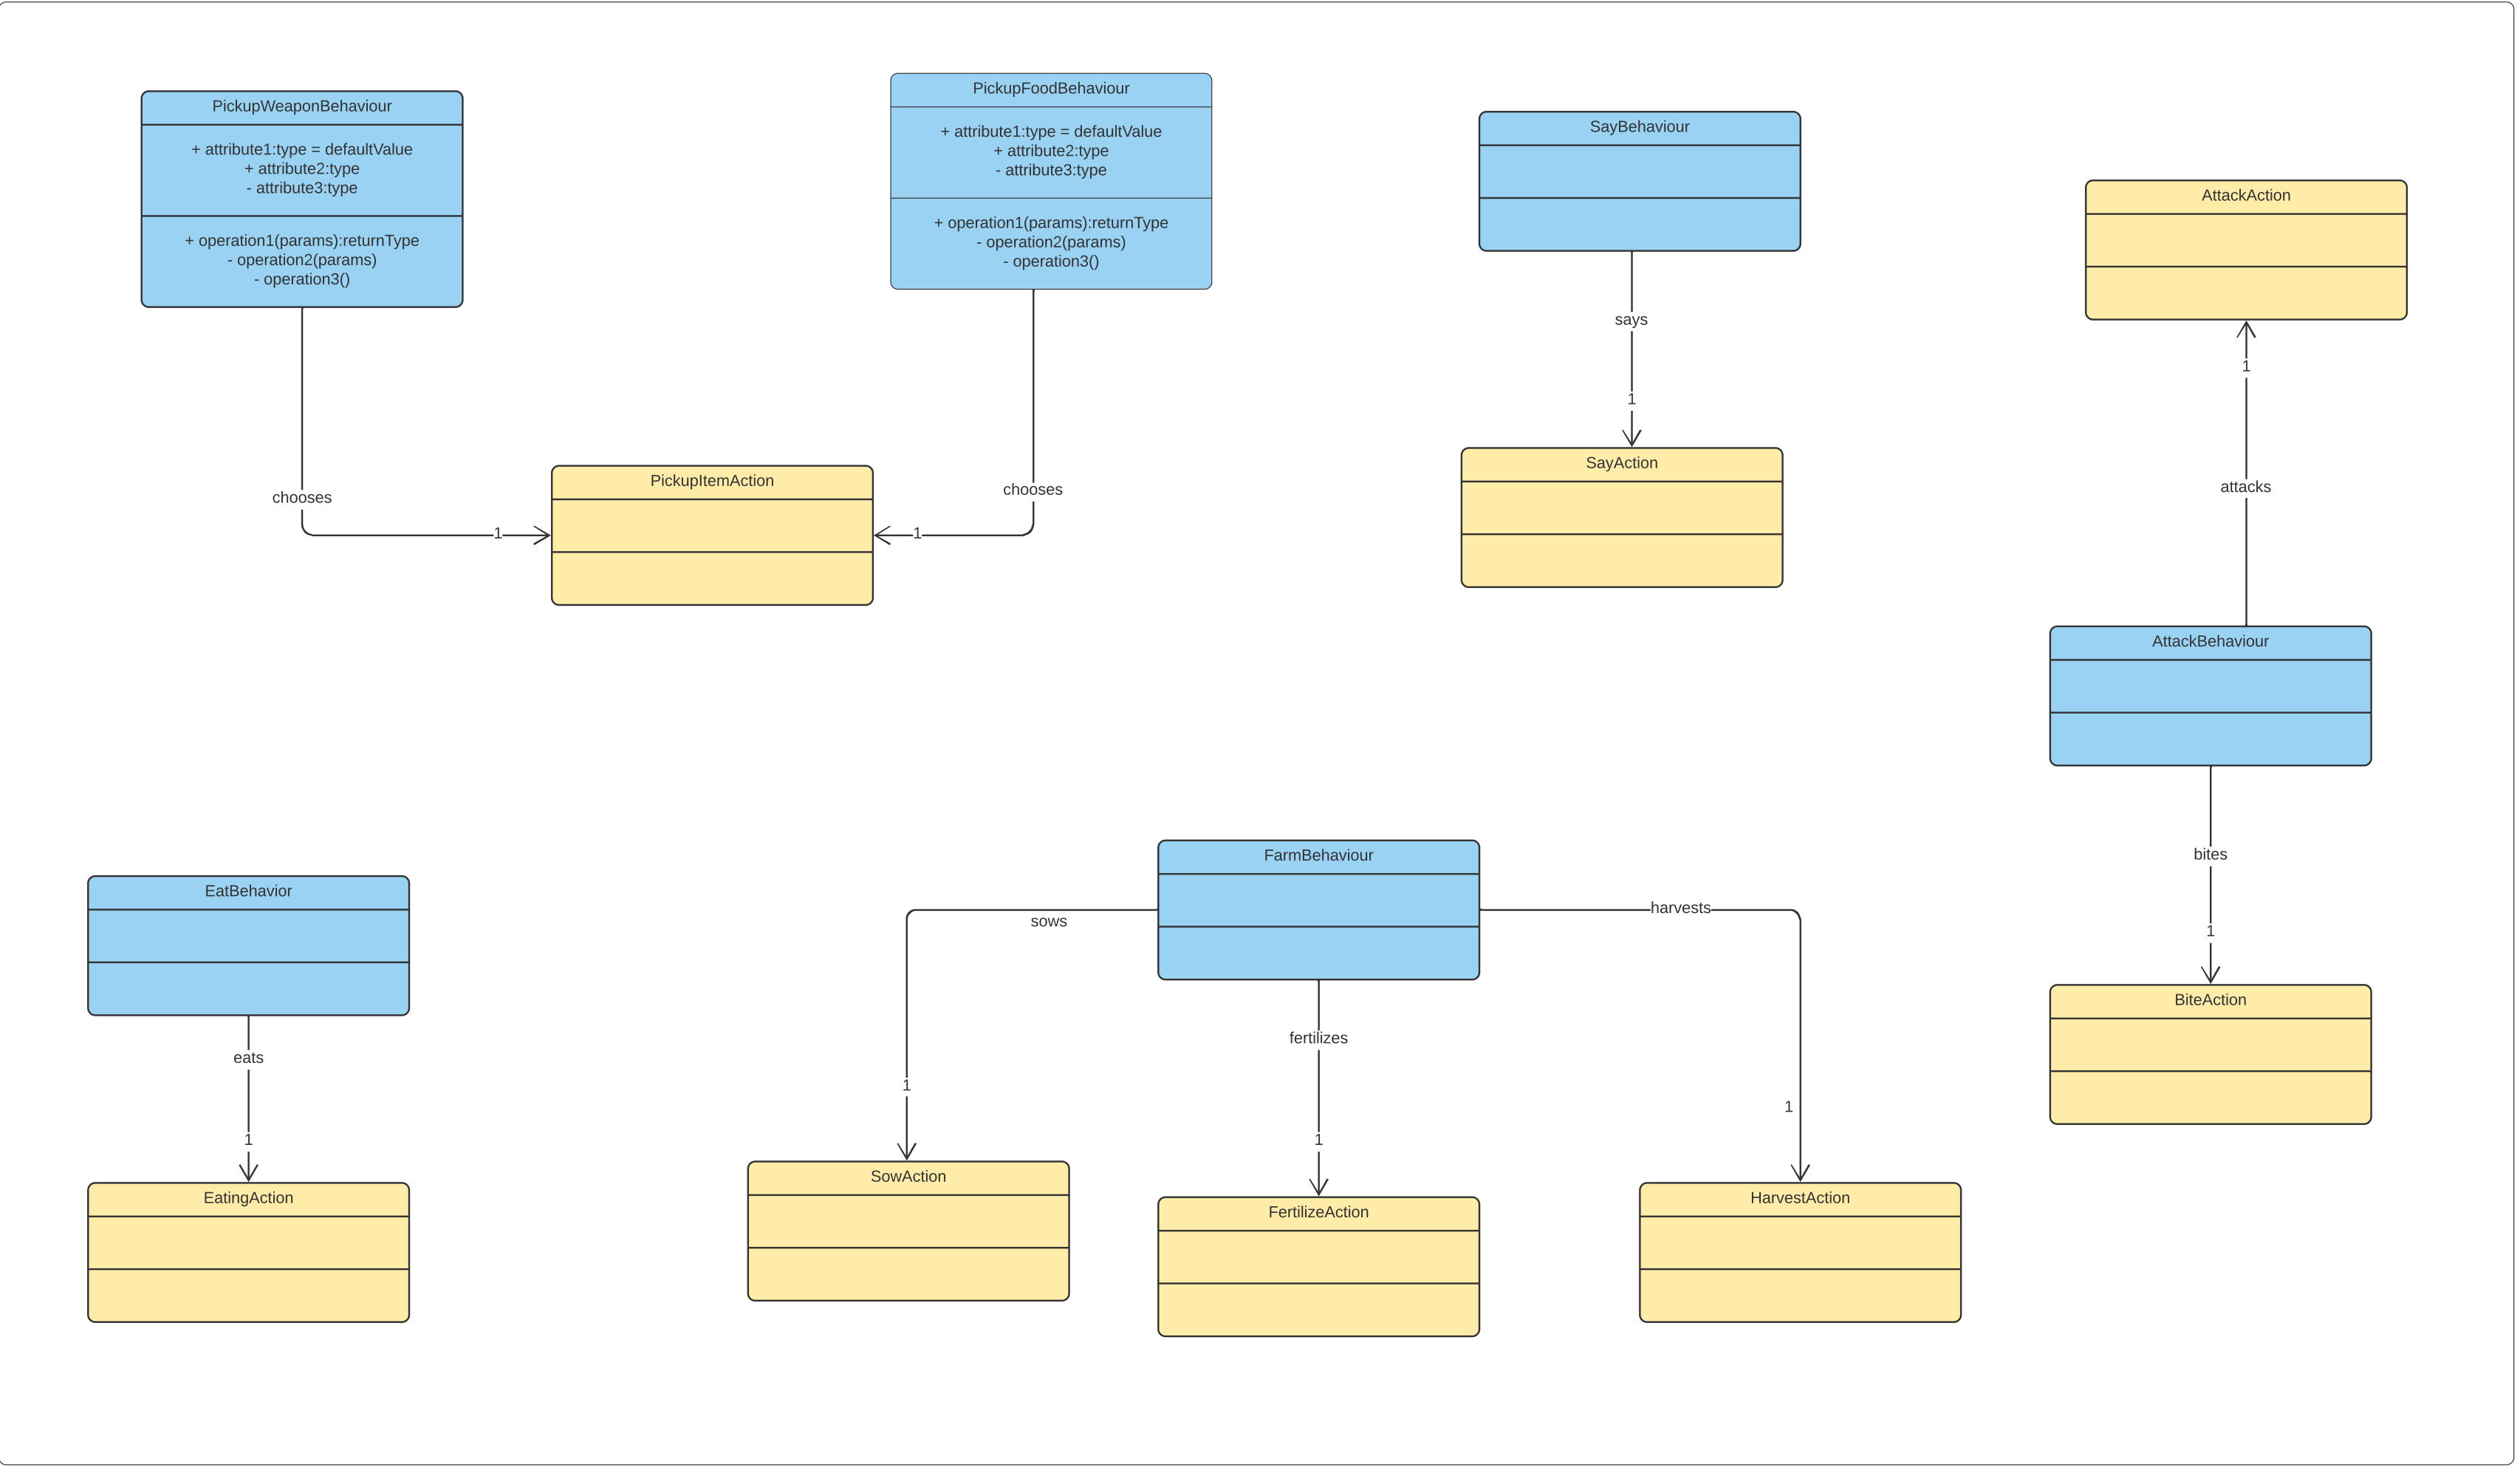 PickupWeaponBehaviour
+ attribute1:type = defaultValue
+ attribute2:type
- attribute3:type
+ operation1(params):returnType
- operation2(params)
- operation3()
PickupFoodBehaviour
+ attribute1:type = defaultValue
+ attribute2:type
- attribute3:type
+ operation1(params):returnType
- operation2(params)
- operation3()
SayBehaviour
says
1
AttackAction
1
attacks
chooses
1
PickupItemAction
chooses
1
SayAction
AttackBehaviour
bites
1
BiteAction
EatBehavior
eats
1
EatingAction
FarmBehaviour
sows
1
harvests
1
fertilizes
1
SowAction
FertilizeAction
HarvestAction